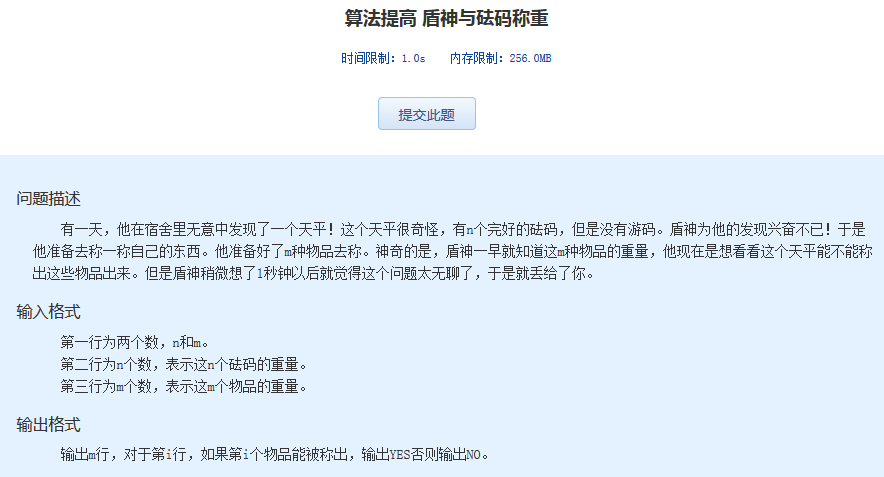 算法提高 盾神与砝码称重
时间限制：1.0s 内存限制：256.0MB
提交此题
问题描述
有一天，他在宿舍里无意中发现了一个天平！这个天平很奇怪，有n个完好的砝码，但是没有游码。盾神为他的发现兴奋不已！于是
他准备去称一称自己的东西。他准备好了m种物品去称。神奇的是，盾神一早就知道这m种物品的重量，他现在是想看看这个天平能不能称
出这些物品出来。但是盾神稍微想了1秒钟以后就觉得这个问题太无聊了，于是就丢给了你。
输入格式
第一行为两个数，n和m。
第二行为n个数，表示这n个砝码的重量。
第三行为m个数，表示这m个物品的重量。
输出格式
输出m行，对于第i行，如果第i个物品能被称出，输出YES否则输出NO。